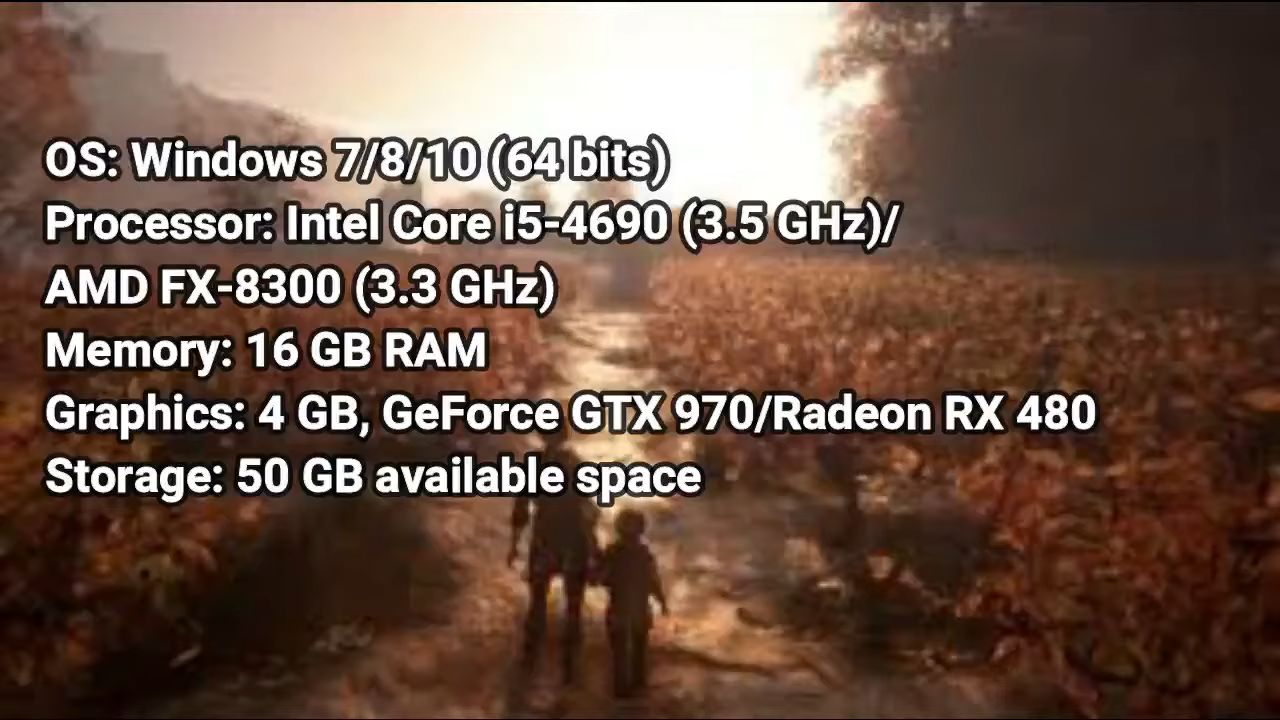 OS: Windows 7/8/10 (64 bits)
Processor: Intel Core i5-4690 (3.5 GHz)/
AMD FX-8300 (3.3 GHz)
Memory: 16 GB RAM
Graphics: 4 GB, GeForce GTX 970/Radeon RX 480
Storage: 50 GB available space